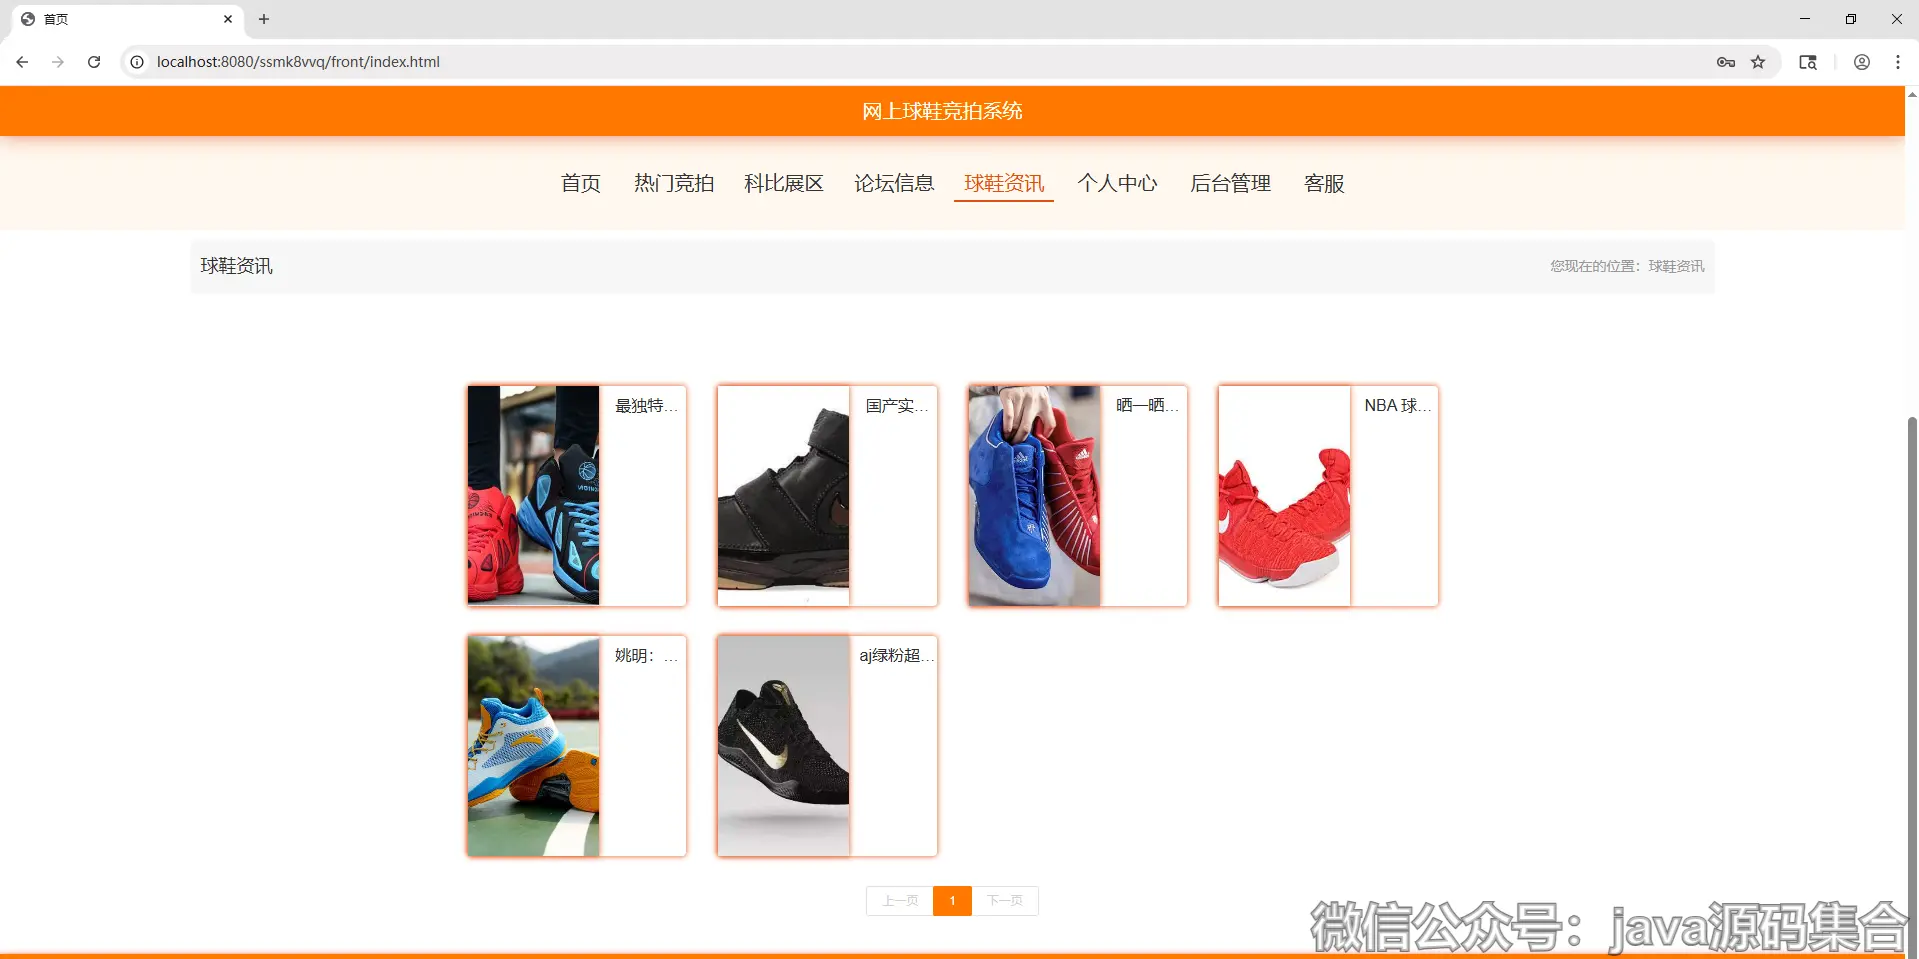 首页
localhost:8080/ssmk8vvq/front/index.html
网上球鞋竞拍系统
首页 热门竞拍 科比展区 论坛信息 球鞋资讯 个人中心 后台管理 客服
球鞋资讯
您现在的位置：球鞋资讯
最独特...
国产实...
晒一晒...
NBA 球...
姚明：...
aj绿粉超...
上一页 1 下一页
微信公众号：java源码集合